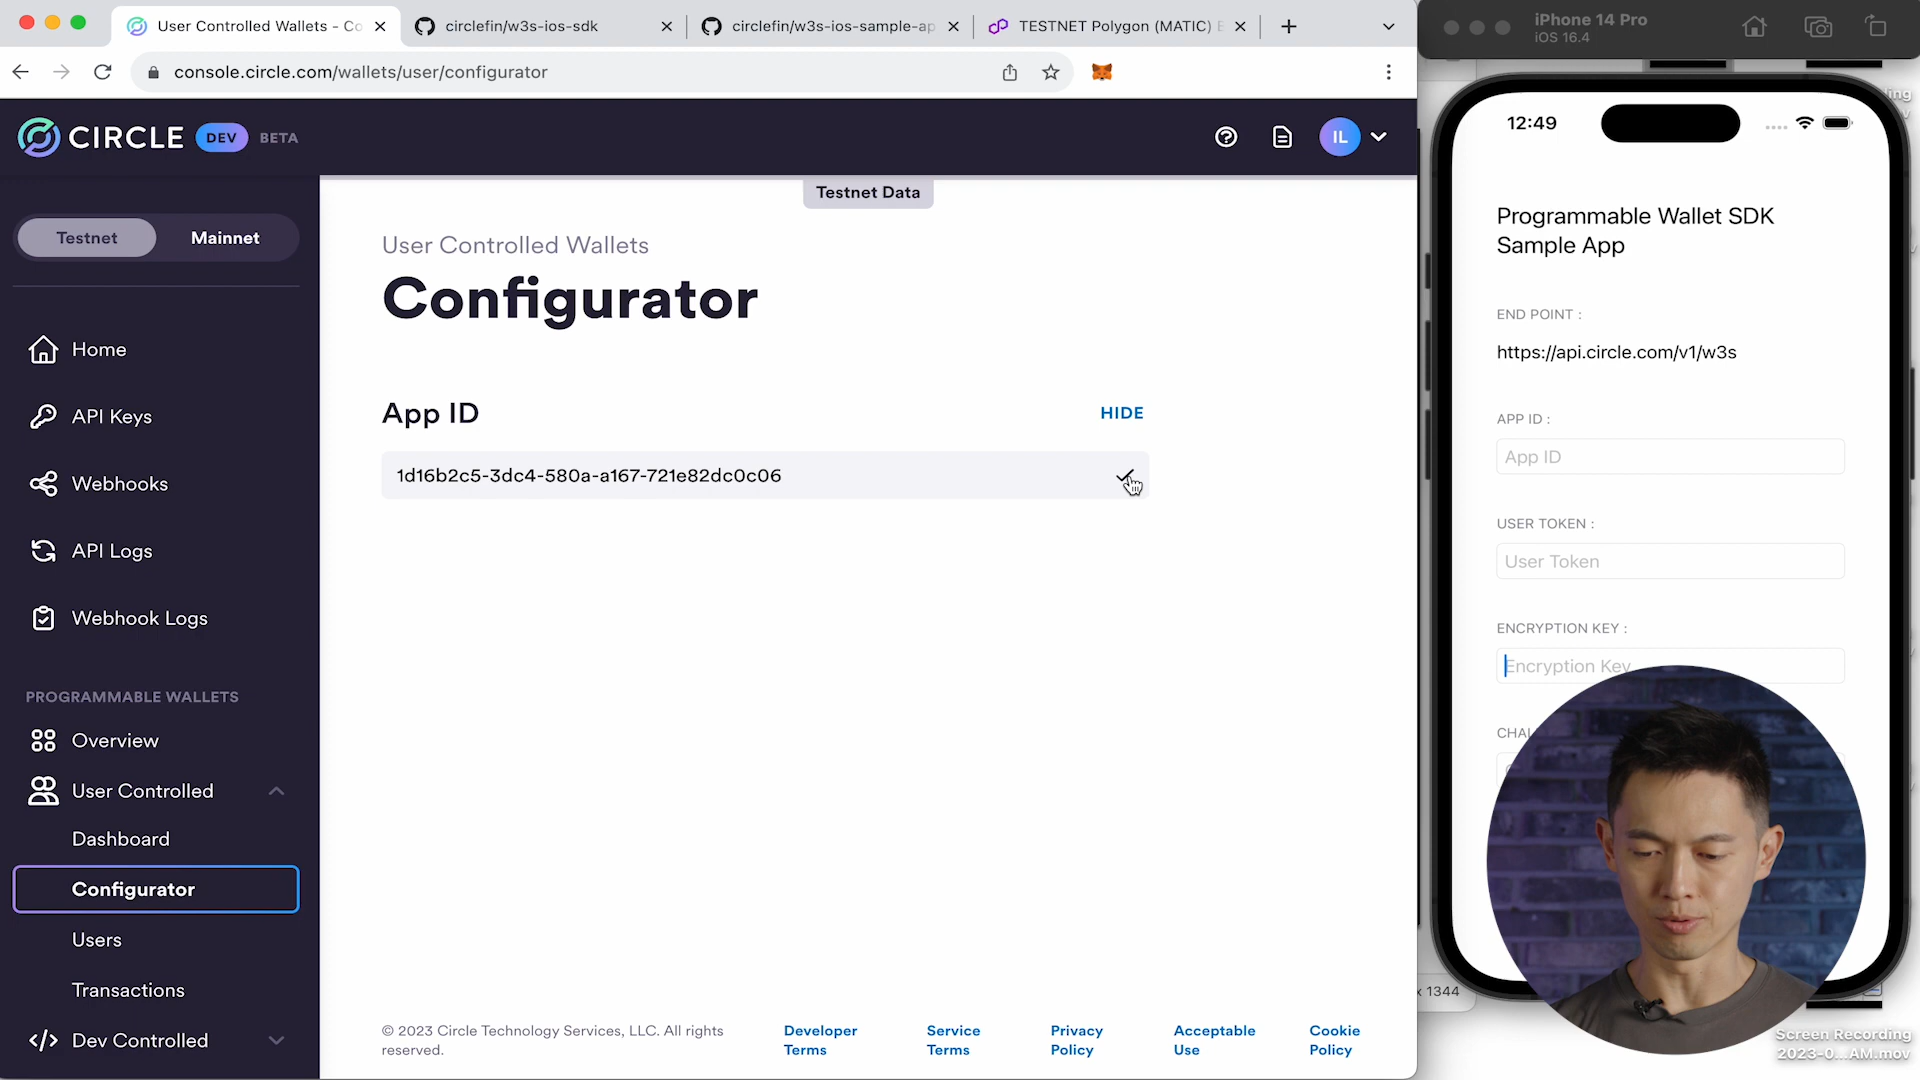 User Controlled Wallets - Co
circlefin/w3s-ios-sdk
circlefin/w3s-ios-sample-ap
TESTNET Polygon (MATIC)
console.circle.com/wallets/user/configurator
CIRCLE DEV BETA
IL
Testnet Data
Testnet
Mainnet
Home
API Keys
Webhooks
API Logs
Webhook Logs
PROGRAMMABLE WALLETS
Overview
User Controlled
Dashboard
Configurator
Users
Transactions
Dev Controlled
User Controlled Wallets
Configurator
App ID
HIDE
1d16b2c5-3dc4-580a-a167-721e82dc0c06
© 2023 Circle Technology Services, LLC. All rights
reserved.
Developer
Terms
Service
Terms
Privacy
Policy
Acceptable
Use
Cookie
Policy
iPhone 14 Pro
iOS 16.4
12:49
Programmable Wallet SDK
Sample App
END POINT :
https://api.circle.com/v1/w3s
APP ID :
App ID
USER TOKEN :
User Token
ENCRYPTION KEY :
Encryption Key
CHAL
x 1344
Screen Recording
2023-0...AM.mov